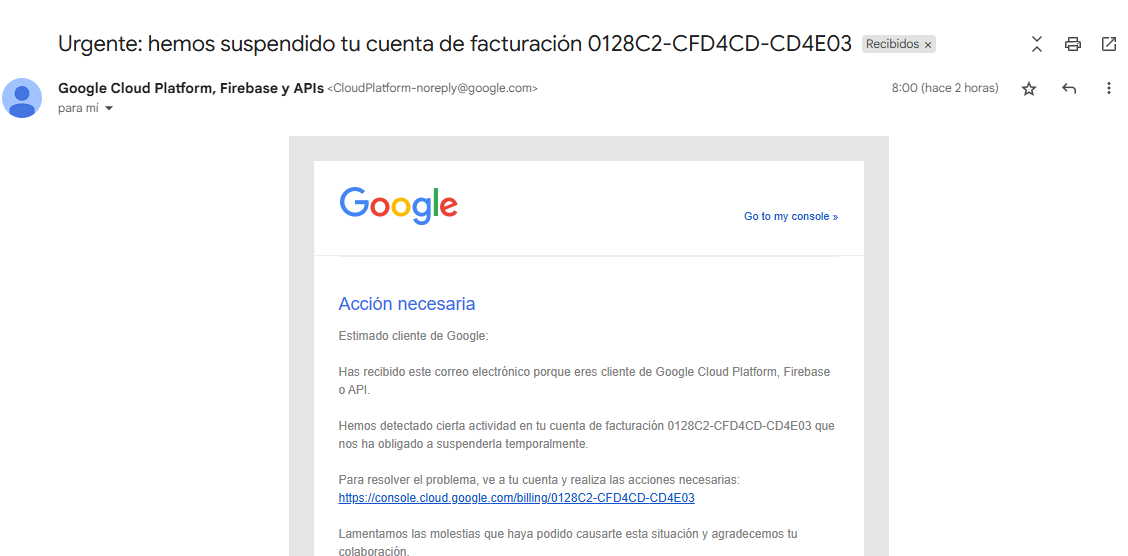 Urgente: hemos suspendido tu cuenta de facturación 0128C2-CFD4CD-CD4E03 Recibidos ×
Google Cloud Platform, Firebase y APIs <CloudPlatform-noreply@google.com> 8:00 (hace 2 horas)
para mí
Google
Go to my console »
Acción necesaria
Estimado cliente de Google:
Has recibido este correo electrónico porque eres cliente de Google Cloud Platform, Firebase
o API.
Hemos detectado cierta actividad en tu cuenta de facturación 0128C2-CFD4CD-CD4E03 que
nos ha obligado a suspenderla temporalmente.
Para resolver el problema, ve a tu cuenta y realiza las acciones necesarias:
https://console.cloud.google.com/billing/0128C2-CFD4CD-CD4E03
Lamentamos las molestias que haya podido causarte esta situación y agradecemos tu
colaboración.